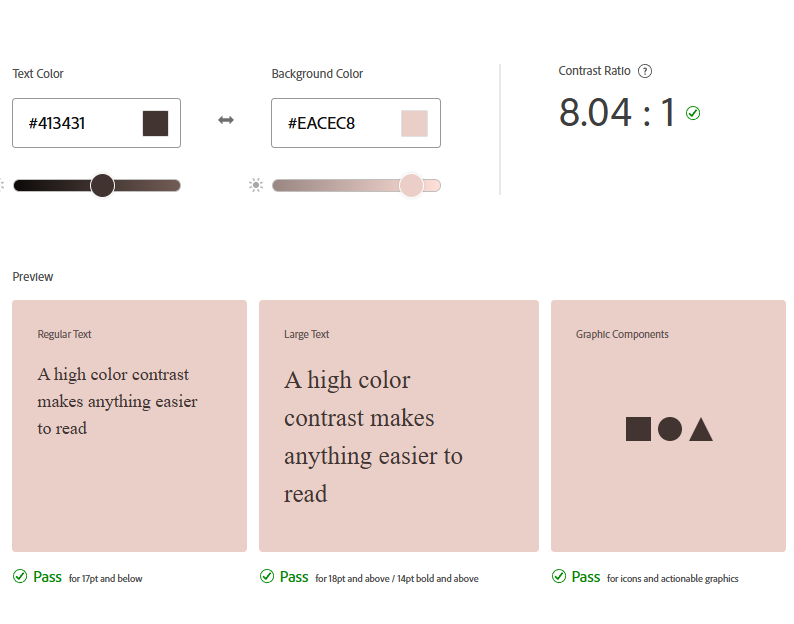 Text Color
Background Color
Contrast Ratio ?
#413431
#EACEC8
8.04 : 1
Preview
Regular Text
A high color contrast
makes anything easier
to read
Large Text
A high color
contrast makes
anything easier to
read
Graphic Components
Pass for 17pt and below
Pass for 18pt and above / 14pt bold and above
Pass for icons and actionable graphics